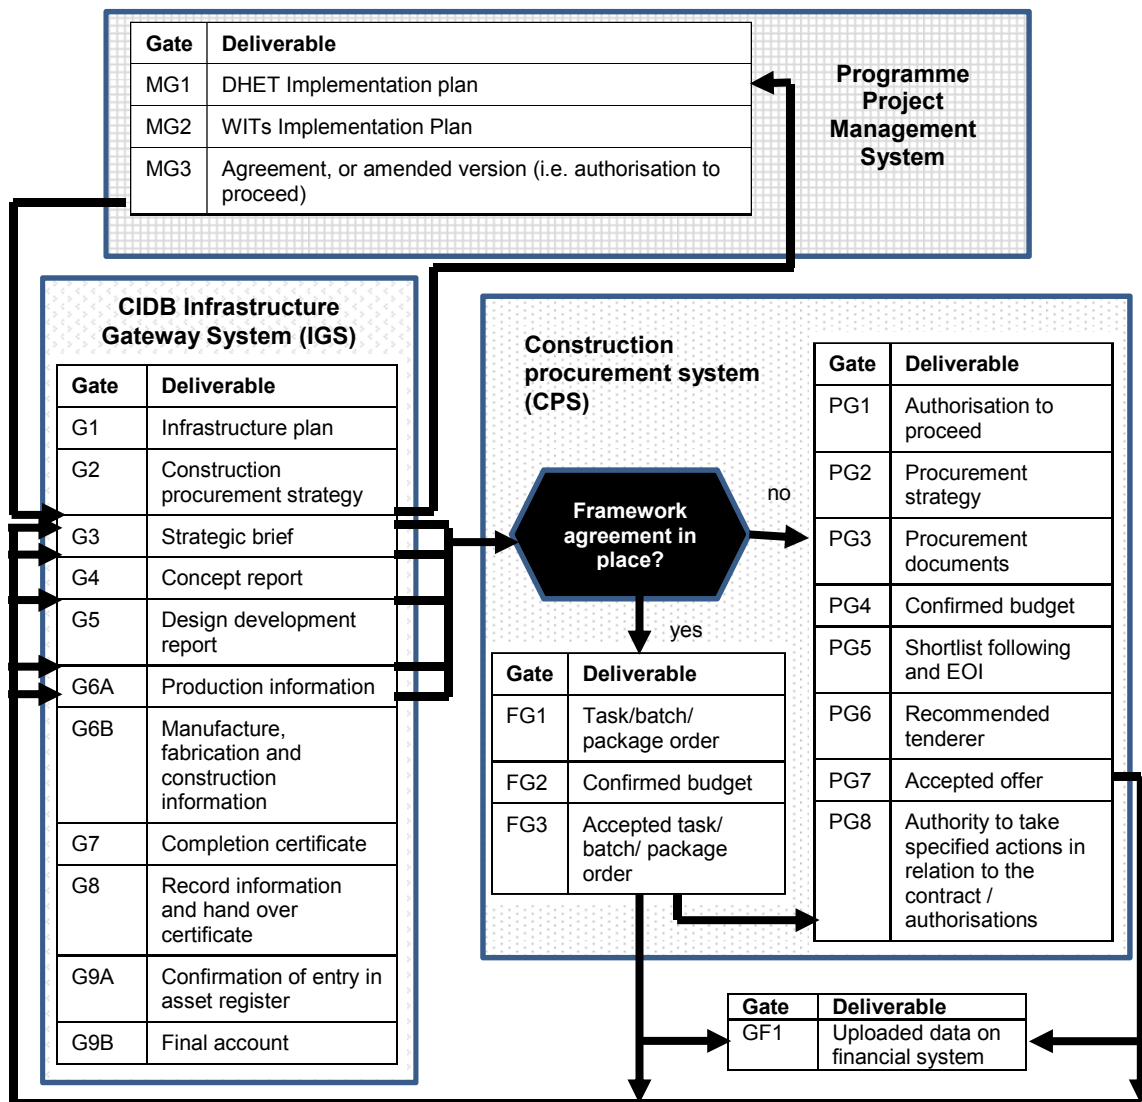 Gate Deliverable
MG1 DHET Implementation plan
MG2 WITs Implementation Plan
MG3 Agreement, or amended version (i.e. authorisation to
proceed)
Programme
Project
Management
System
CIDB Infrastructure
Gateway System (IGS)
Gate Deliverable
G1 Infrastructure plan
G2 Construction
procurement strategy
G3 Strategic brief
G4 Concept report
G5 Design development
report
G6A Production information
G6B Manufacture,
fabrication and
construction
information
G7 Completion certificate
G8 Record information
and hand over
certificate
G9A Confirmation of entry in
asset register
G9B Final account
Construction
procurement system
(CPS)
Framework
agreement in
place?
no
yes
Gate Deliverable
FG1 Task/batch/
package order
FG2 Confirmed budget
FG3 Accepted task/
batch/ package
order
Gate Deliverable
PG1 Authorisation to
proceed
PG2 Procurement
strategy
PG3 Procurement
documents
PG4 Confirmed budget
PG5 Shortlist following
and EOI
PG6 Recommended
tenderer
PG7 Accepted offer
PG8 Authority to take
specified actions in
relation to the
contract /
authorisations
Gate Deliverable
GF1 Uploaded data on
financial system